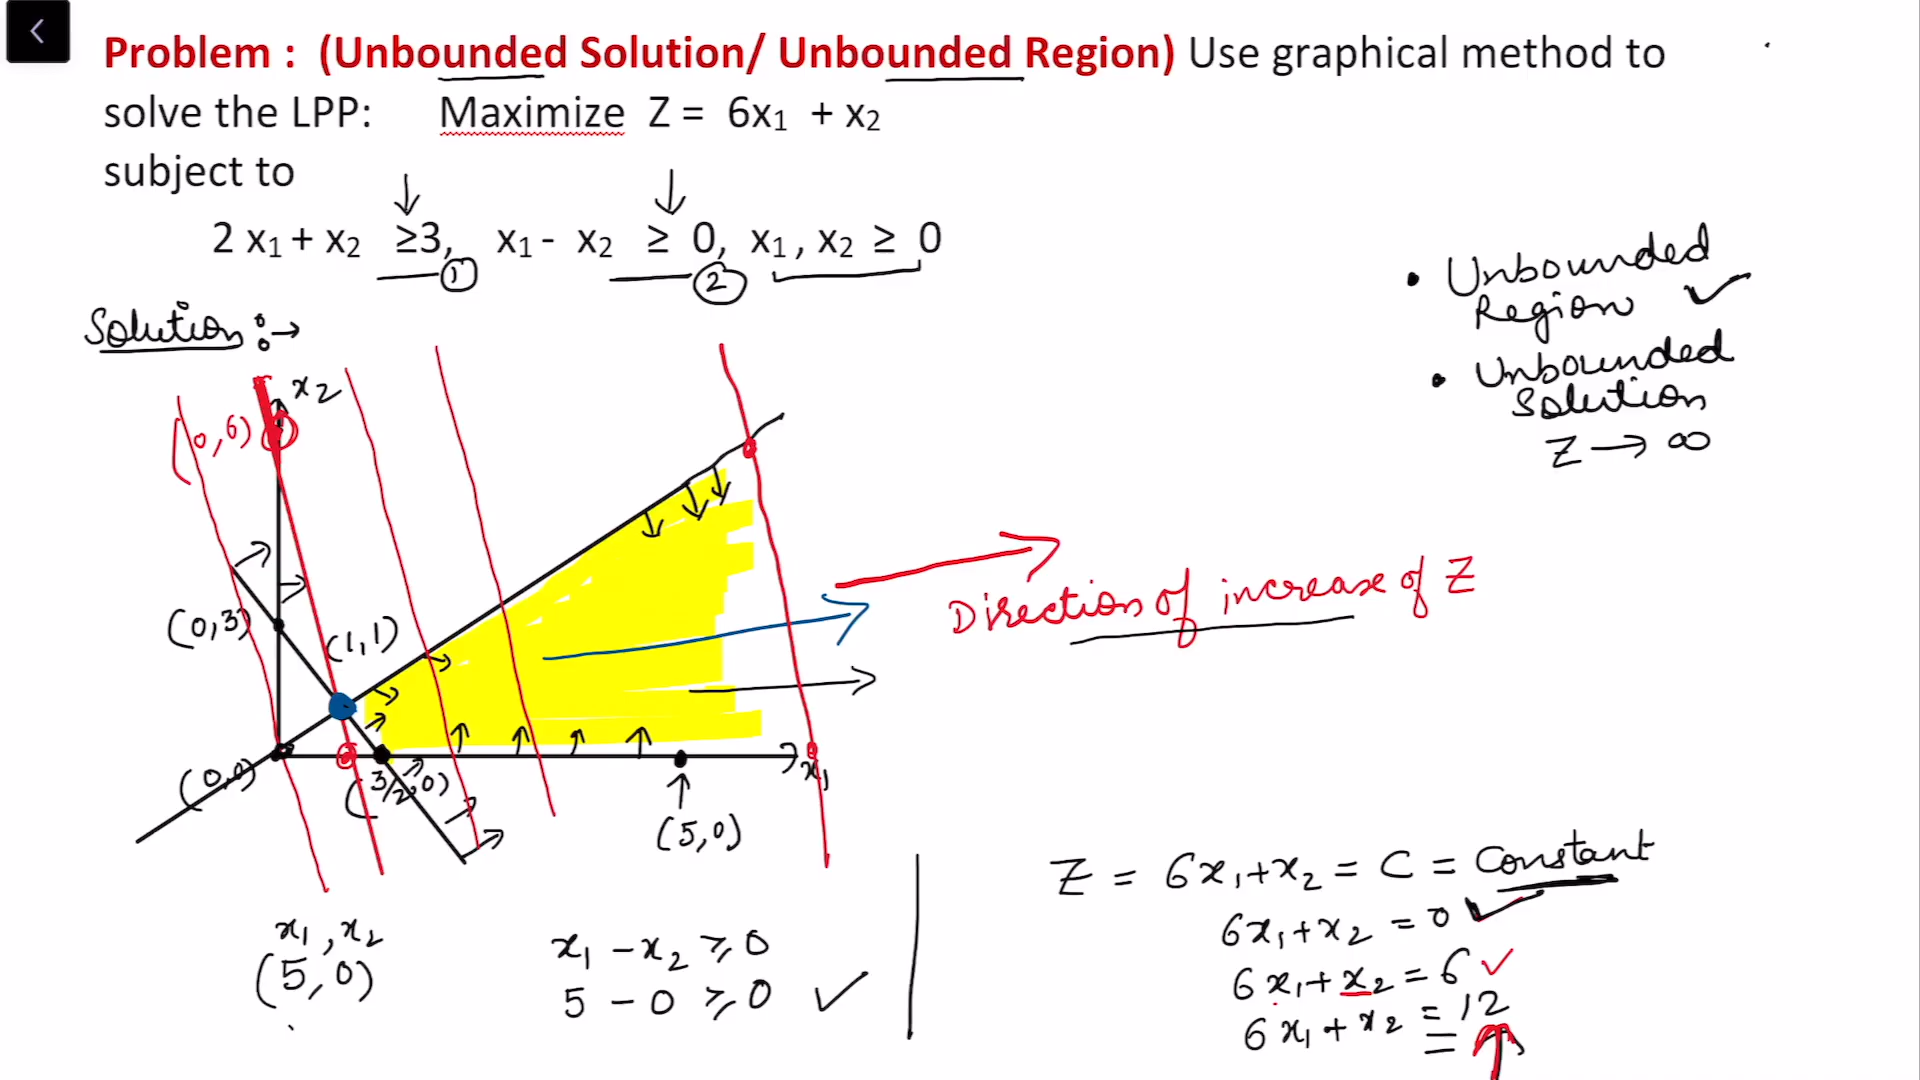 Problem : (Unbounded Solution/ Unbounded Region) Use graphical method to
solve the LPP: Maximize Z = 6x₁ + x₂
subject to
2 x₁ + x₂ ≥3, x₁ - x₂ ≥ 0, x₁ , x₂ ≥ 0
① ②
Solution :→
• Unbounded
Region ✓
• Unbounded
Solution
Z → ∞
x₂
(0,6)
(0,3)
(1,1)
Direction of increase of Z
(0,0)
(3/2,0)
x₁
(5,0)
x₁ , x₂
(5,0)
x₁ - x₂ ≥ 0
5 - 0 ≥ 0 ✓
Z = 6x₁+x₂ = C = Constant
6x₁+x₂ = 0 ✓
6x₁+x₂ = 6 ✓
6x₁+x₂ = 12